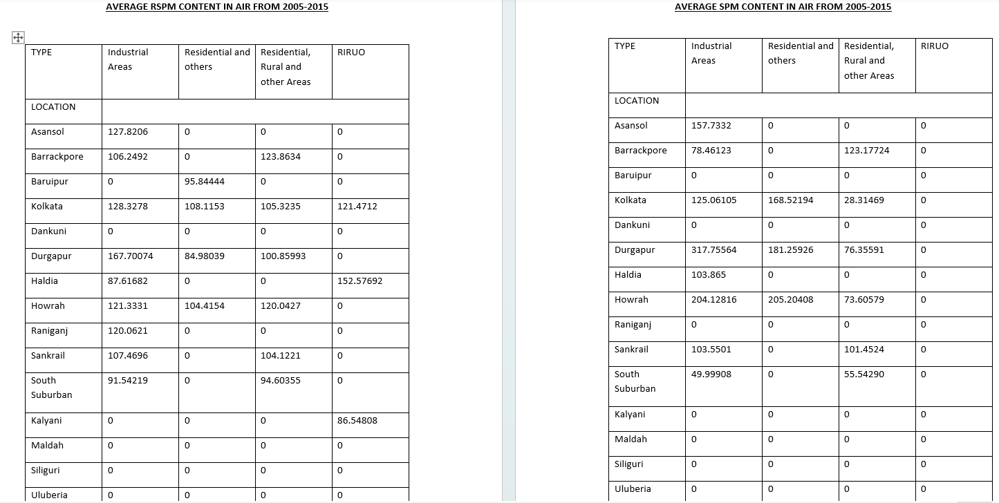 AVERAGE RSPM CONTENT IN AIR FROM 2005-2015
TYPE Industrial Areas Residential and others Residential, Rural and other Areas RIRUO
LOCATION
Asansol 127.8206 0 0 0
Barrackpore 106.2492 0 123.8634 0
Baruipur 0 95.84444 0 0
Kolkata 128.3278 108.1153 105.3235 121.4712
Dankuni 0 0 0 0
Durgapur 167.70074 84.98039 100.85993 0
Haldia 87.61682 0 0 152.57692
Howrah 121.3331 104.4154 120.0427 0
Raniganj 120.0621 0 0 0
Sankrail 107.4696 0 104.1221 0
South Suburban 91.54219 0 94.60355 0
Kalyani 0 0 0 86.54808
Maldah 0 0 0 0
Siliguri 0 0 0 0
Uluberia 0 0 0 0
AVERAGE SPM CONTENT IN AIR FROM 2005-2015
TYPE Industrial Areas Residential and others Residential, Rural and other Areas RIRUO
LOCATION
Asansol 157.7332 0 0 0
Barrackpore 78.46123 0 123.17724 0
Baruipur 0 0 0 0
Kolkata 125.06105 168.52194 28.31469 0
Dankuni 0 0 0 0
Durgapur 317.75564 181.25926 76.35591 0
Haldia 103.865 0 0 0
Howrah 204.12816 205.20408 73.60579 0
Raniganj 0 0 0 0
Sankrail 103.5501 0 101.4524 0
South Suburban 49.99908 0 55.54290 0
Kalyani 0 0 0 0
Maldah 0 0 0 0
Siliguri 0 0 0 0
Uluberia 0 0 0 0